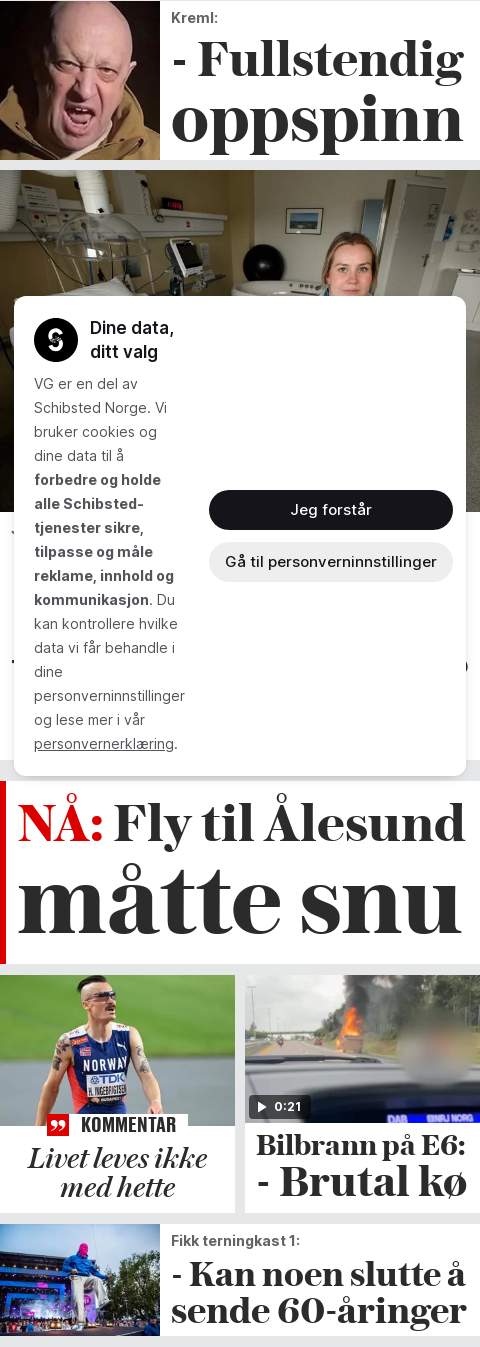 Kreml:
- Fullstendig
oppspinn
Dine data,
ditt valg
VG er en del av
Schibsted Norge. Vi
bruker cookies og
dine data til å
forbedre og holde
alle Schibsted-
tjenester sikre,
tilpasse og måle
reklame, innhold og
kommunikasjon. Du
kan kontrollere hvilke
data vi får behandle i
dine
personverninnstillinger
og lese mer i vår
personvernerklæring.
Jeg forstår
Gå til personverninnstillinger
NÅ: Fly til Ålesund
måtte snu
NORWAY
TDK
H. INGEBRIGTSEN
BUDAPEST
KOMMENTAR
Livet leves ikke
med hette
0:21
DAB
Bilbrann på E6:
- Brutal kø
Fikk terningkast 1:
- Kan noen slutte å
sende 60-åringer